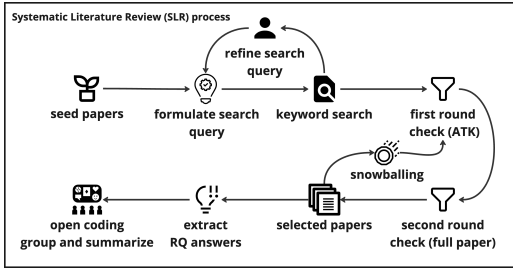 Systematic Literature Review (SLR) process
refine search
query
seed papers
formulate search
query
keyword search
first round
check (ATK)
snowballing
open coding
group and summarize
extract
RQ answers
selected papers
second round
check (full paper)